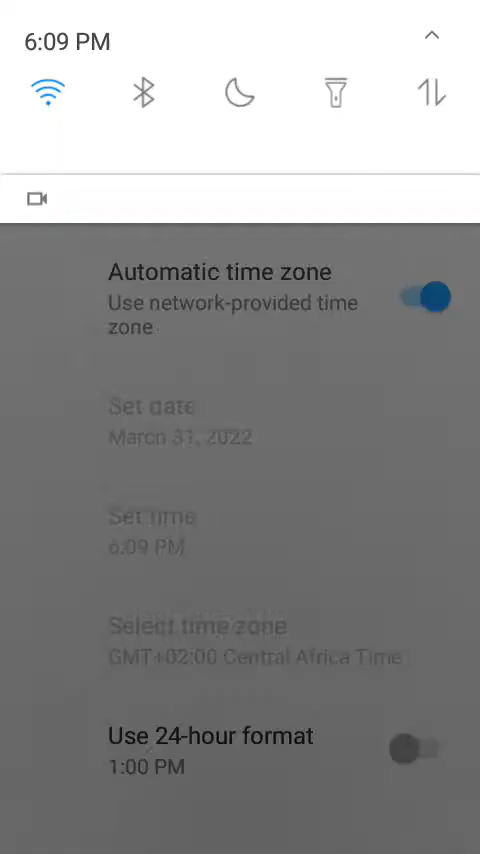 6:09 PM
Automatic time zone
Use network-provided time
zone
Set date
March 31, 2022
Set time
6:09 PM
Select time zone
GMT+02:00 Central Africa Time
Use 24-hour format
1:00 PM